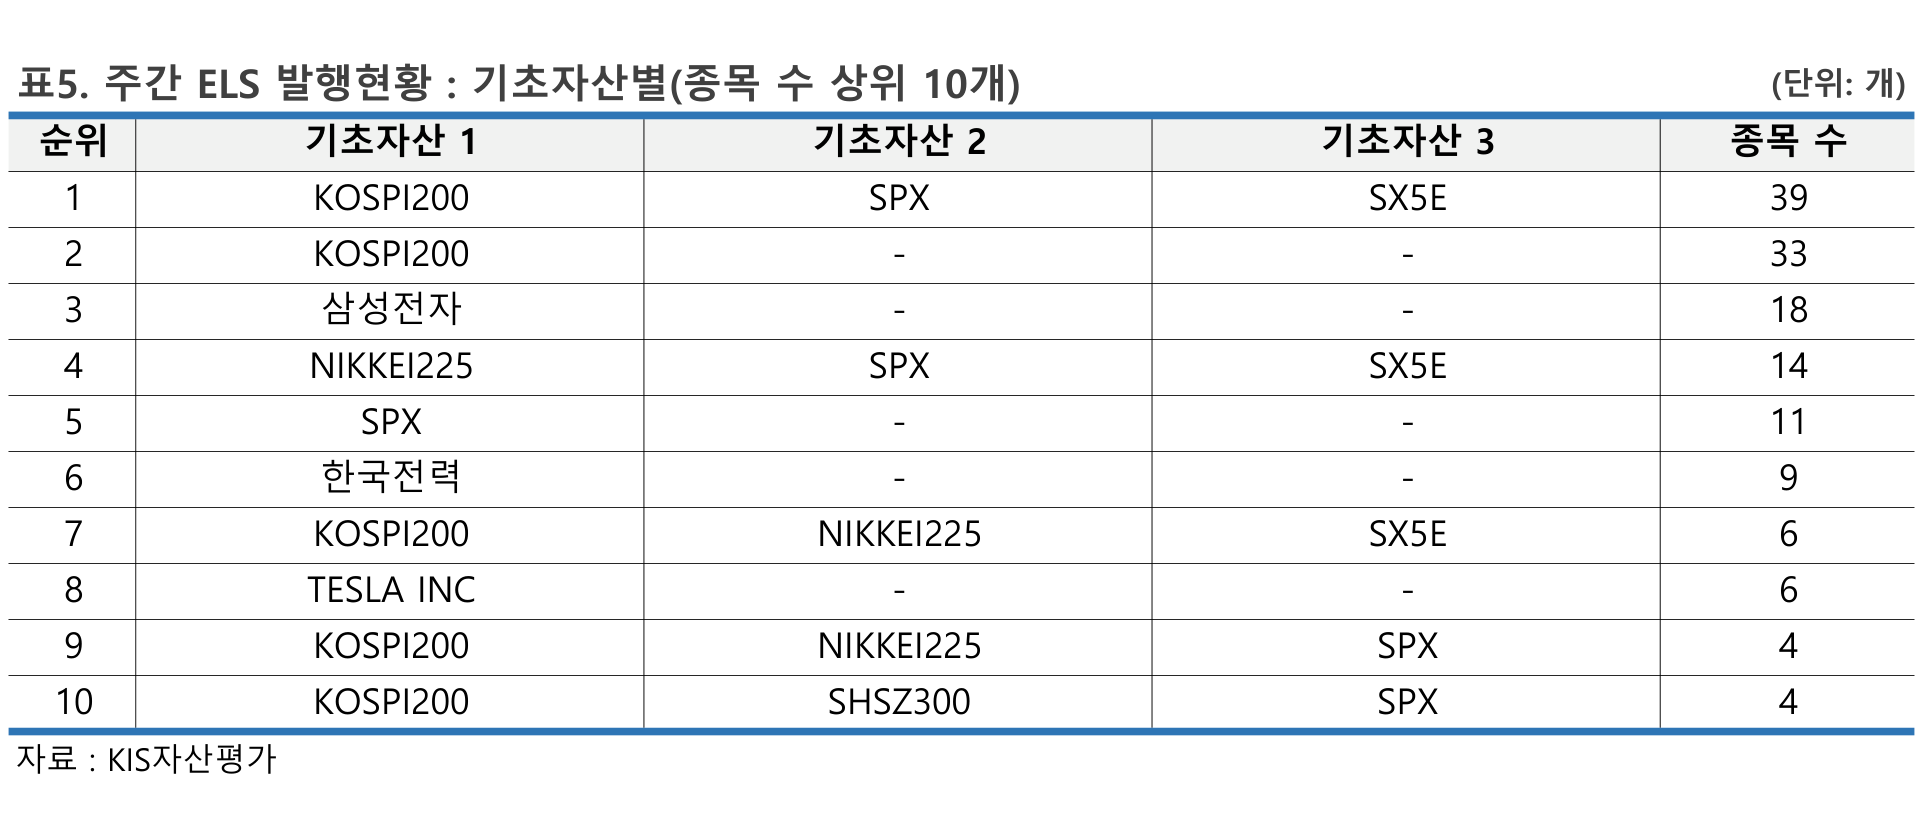 표5. 주간 ELS 발행현황 : 기초자산별(종목 수 상위 10개) (단위: 개)
순위 기초자산 1 기초자산 2 기초자산 3 종목 수
1 KOSPI200 SPX SX5E 39
2 KOSPI200 - - 33
3 삼성전자 - - 18
4 NIKKEI225 SPX SX5E 14
5 SPX - - 11
6 한국전력 - - 9
7 KOSPI200 NIKKEI225 SX5E 6
8 TESLA INC - - 6
9 KOSPI200 NIKKEI225 SPX 4
10 KOSPI200 SHSZ300 SPX 4
자료 : KIS자산평가